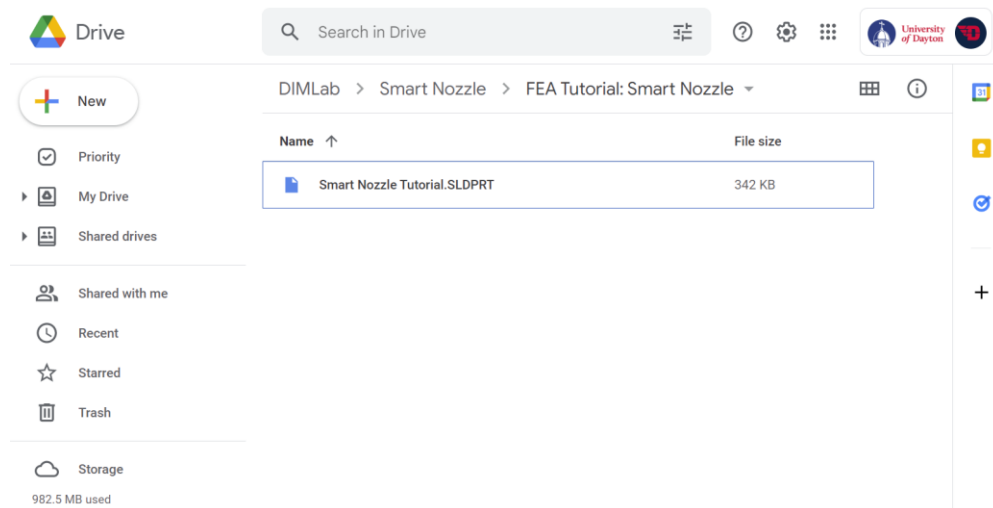 Drive
Search in Drive
University
of Dayton
New
DIMLab > Smart Nozzle > FEA Tutorial: Smart Nozzle
31
Name
File size
Priority
Smart Nozzle Tutorial.SLDPRT
342 KB
My Drive
Shared drives
Shared with me
Recent
Starred
Trash
Storage
982.5 MB used